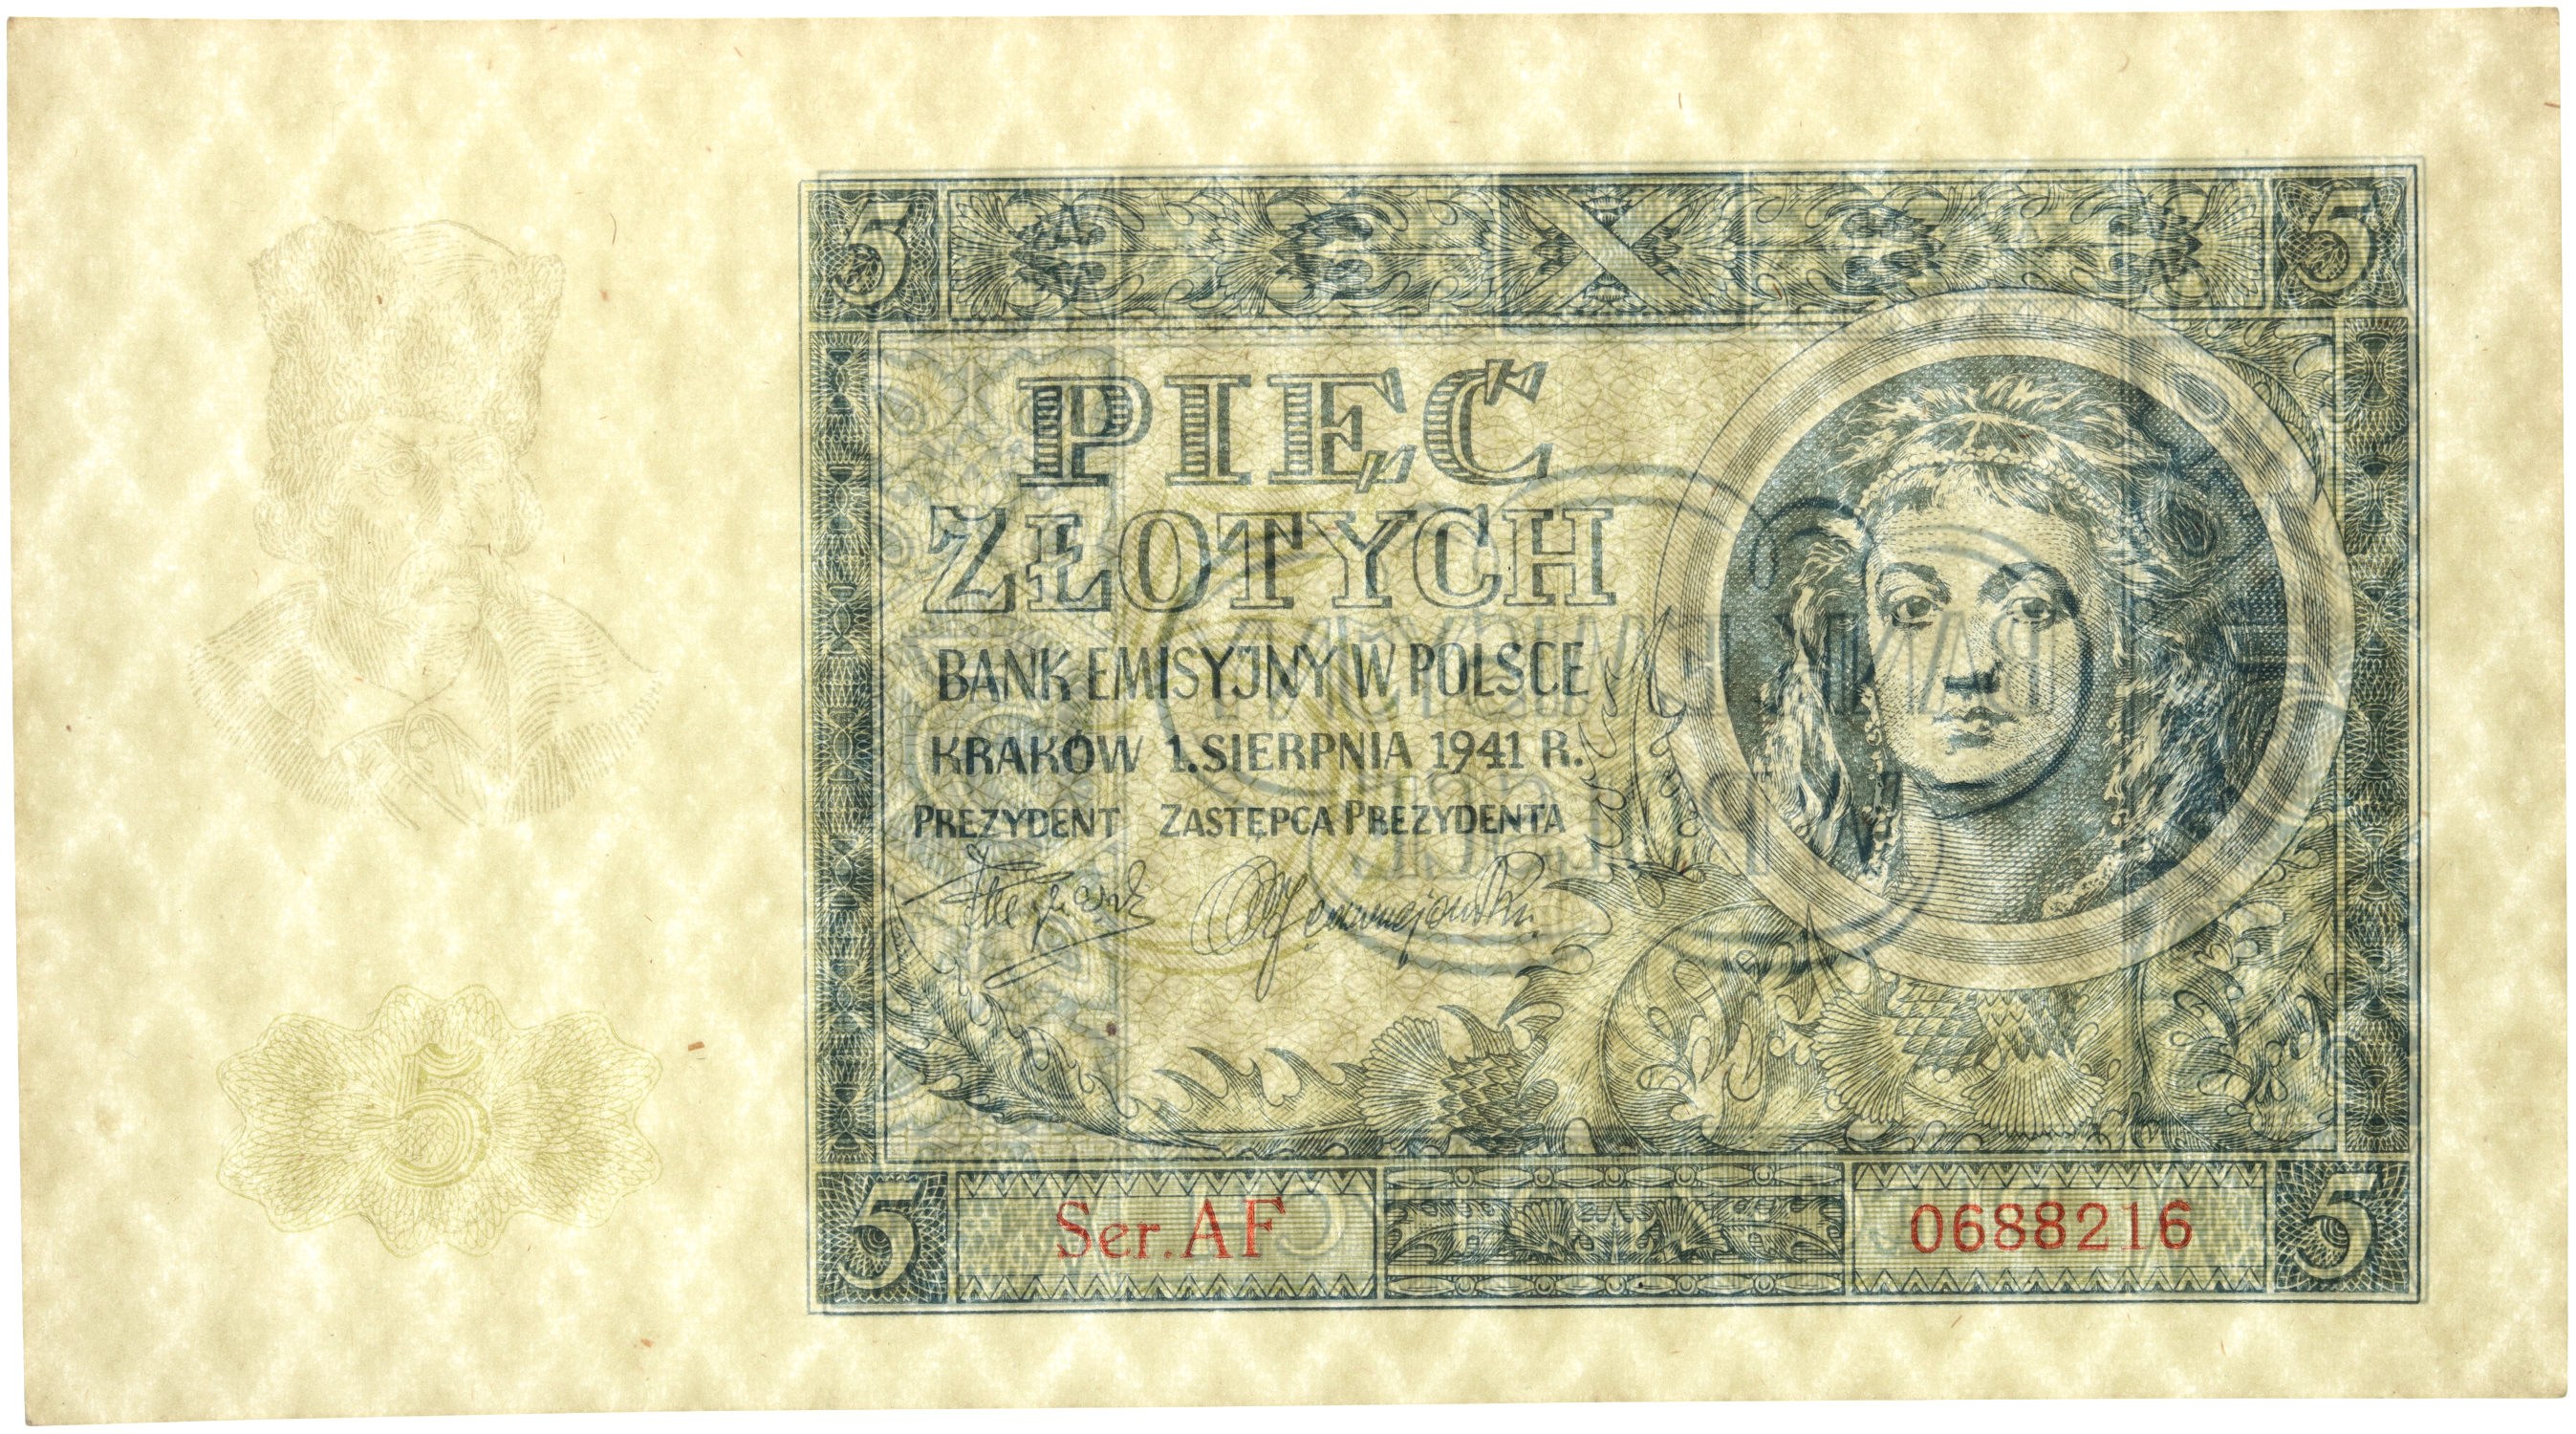 5 5
PIĘĆ
ZŁOTYCH
BANK EMISYJNY W POLSCE
KRAKÓW 1. SIERPNIA 1941 R.
PREZYDENT ZASTĘPCA PREZYDENTA
5
5 Ser. AF 0688216 5